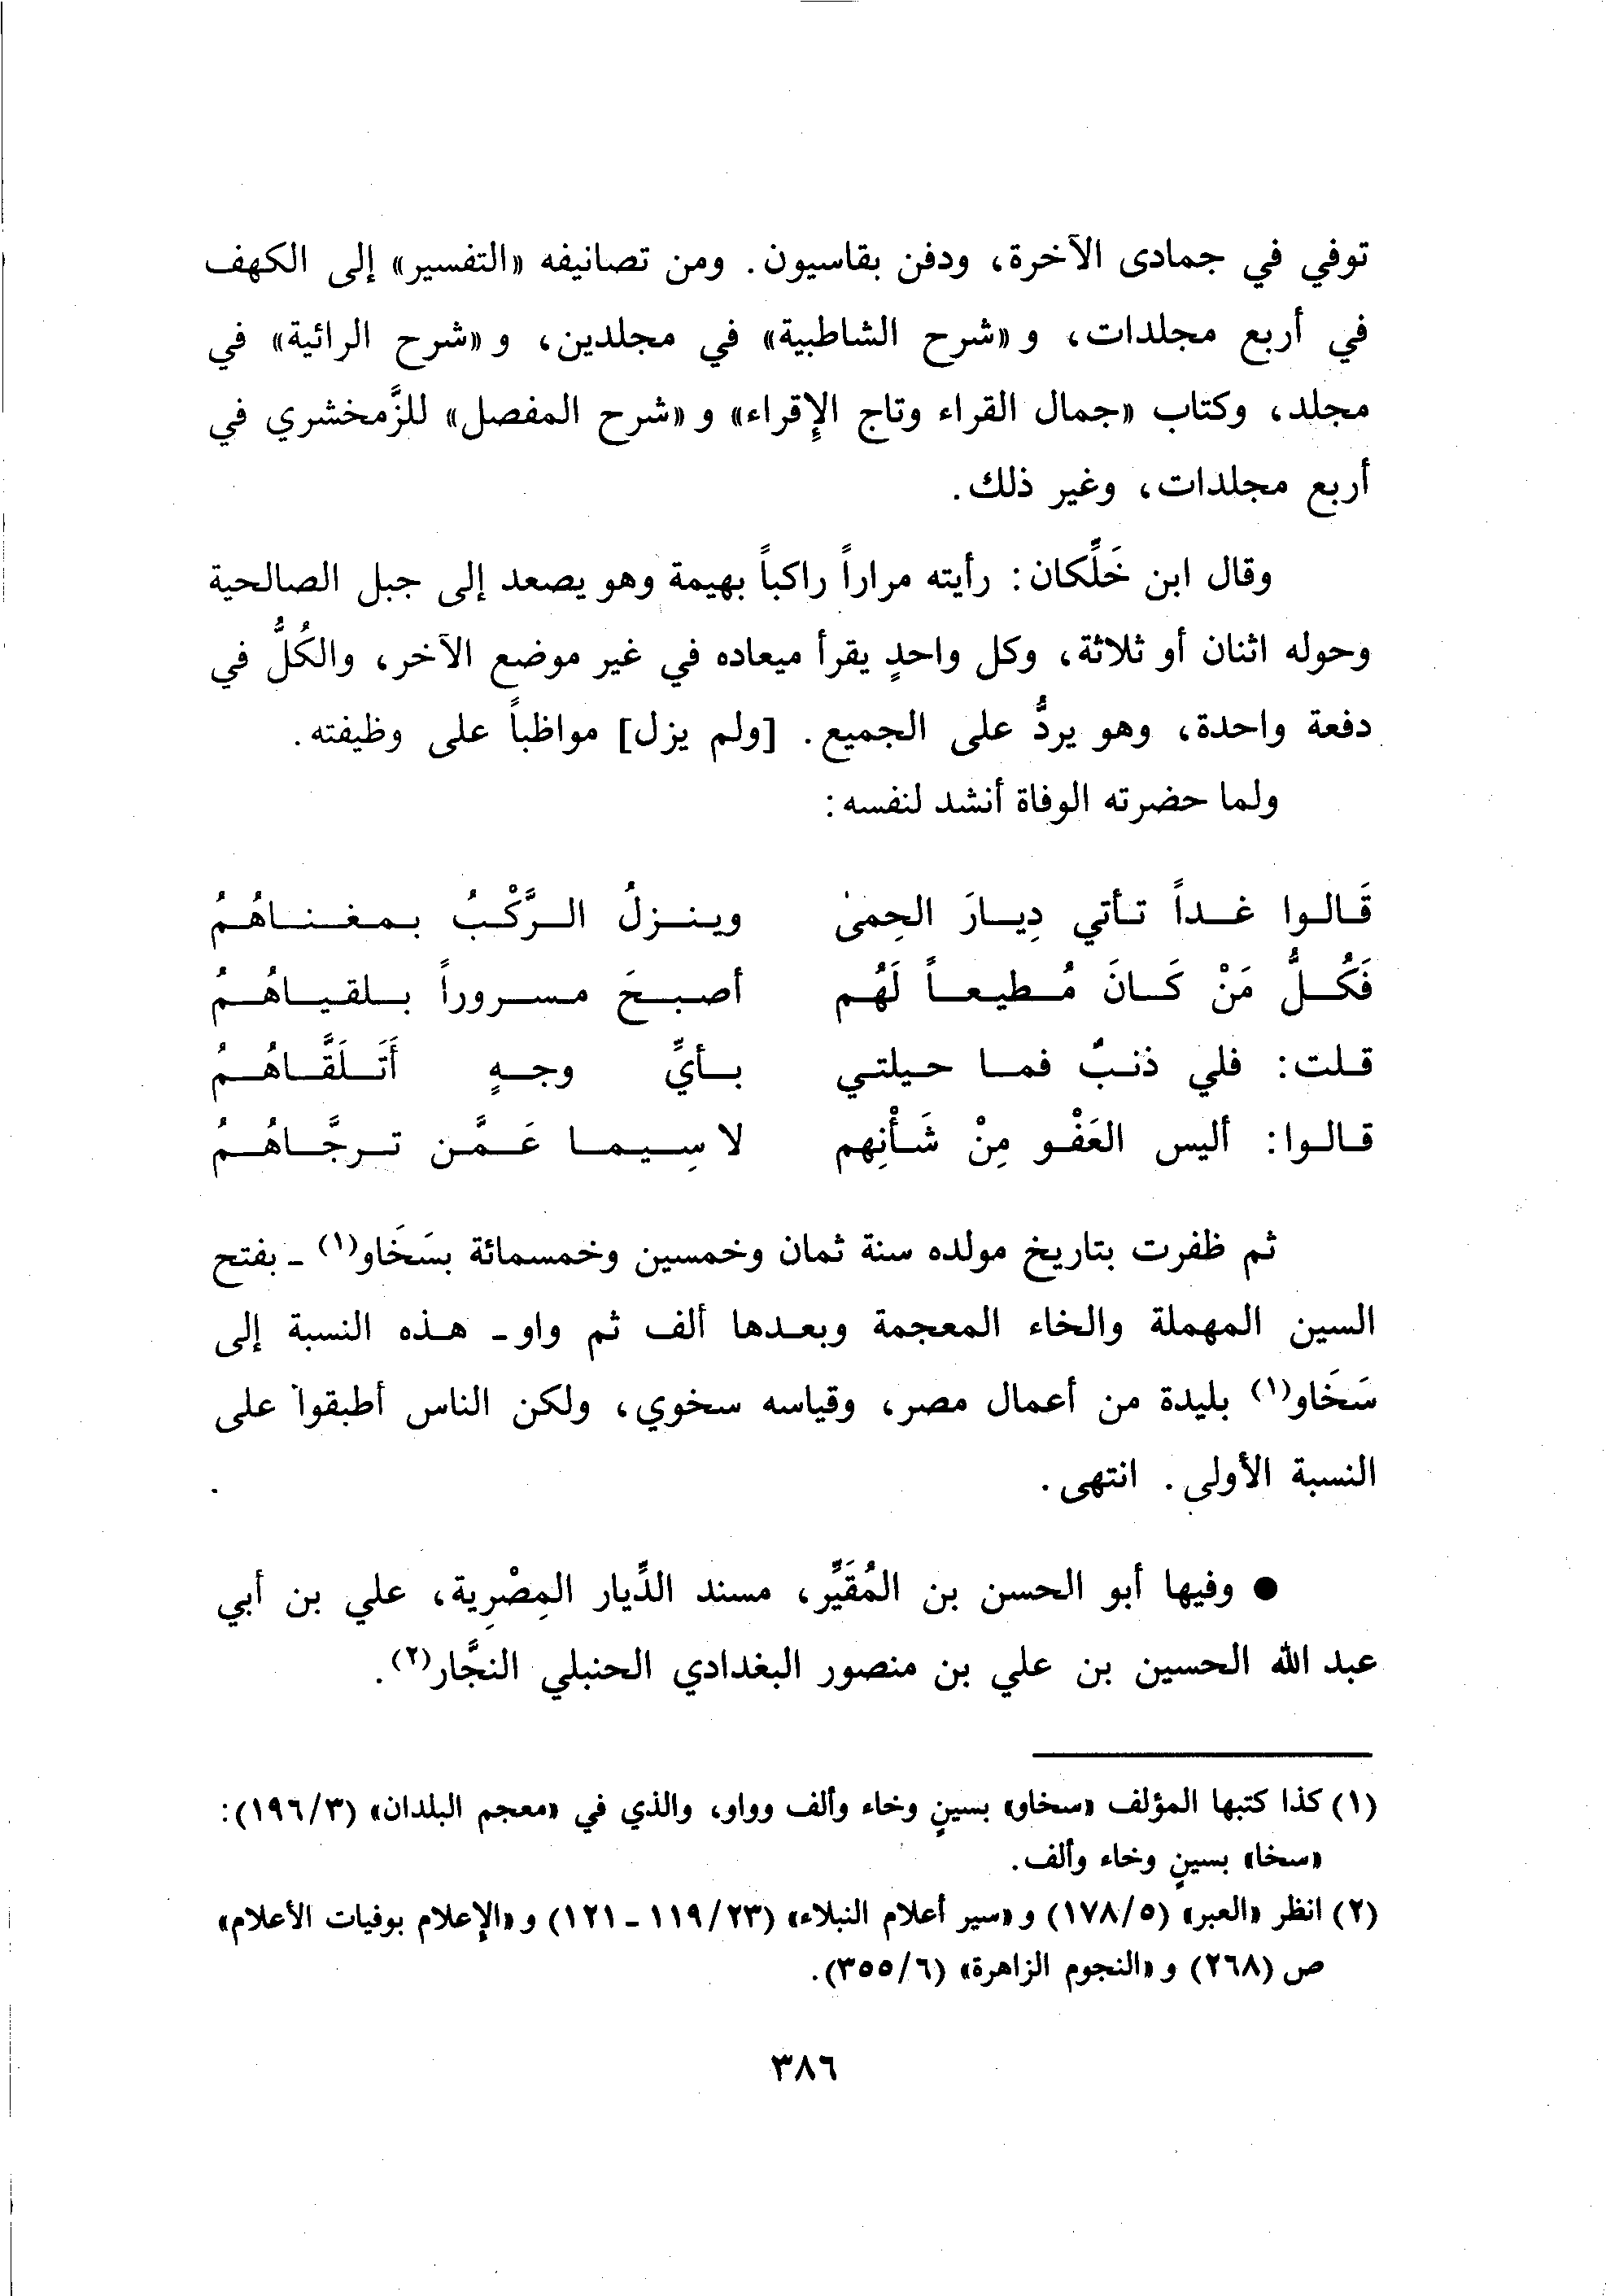 توفي في جمادى الآخرة، ودفن بقاسيون. ومن تصانيفه «التفسير» إلى الكهف
في أربع مجلدات، و«شرح الشاطبية» في مجلدين، و«شرح الرائية» في
مجلد، وكتاب «جمال القراء وتاج الإقراء» و«شرح المفصل» للزَّمخشري في
أربع مجلدات، وغير ذلك.
وقال ابن خَلِّكان: رأيته مراراً راكباً بهيمة وهو يصعد إلى جبل الصالحية
وحوله اثنان أو ثلاثة، وكل واحدٍ يقرأ ميعاده في غير موضع الآخر، والكُلُّ في
دفعة واحدة، وهو يردُّ على الجميع. [ولم يزل] مواظباً على وظيفته.
ولما حضرته الوفاة أنشد لنفسه:
قَالوا غداً تأتي دِيارَ الحِمىٰ وينزلُ الرَّكْبُ بمغناهُمُ
فَكُلُّ مَنْ كَانَ مُطيعاً لَهُم أصبحَ مسروراً بلقياهُمُ
قلت: فلي ذنبٌ فما حيلتي بأيِّ وجهٍ أَتَلَقَّاهُمُ
قالوا: أليس العَفْو مِنْ شَأْنِهم لا سِيما عَمَّن ترجَّاهُمُ
ثم ظفرت بتاريخ مولده سنة ثمان وخمسين وخمسمائة بسَخَاو(١) - بفتح
السين المهملة والخاء المعجمة وبعدها ألف ثم واو - هذه النسبة إلى
سَخَاو(١) بليدة من أعمال مصر، وقياسه سخوي، ولكن الناس أطبقوا على
النسبة الأولى. انتهى.
● وفيها أبو الحسن بن المُقَيِّر، مسند الدِّيار المِصْرِية، علي بن أبي
عبد الله الحسين بن علي بن منصور البغدادي الحنبلي النجَّار(٢).
(١) كذا كتبها المؤلف «سخاو» بسينٍ وخاء وألف وواو، والذي في «معجم البلدان» (١٩٦/٣):
«سخا» بسينٍ وخاء وألف.
(٢) انظر «العبر» (١٧٨/٥) و«سير أعلام النبلاء» (١١٩/٢٣ - ١٢١) و«الإعلام بوفيات الأعلام»
ص (٢٦٨) و«النجوم الزاهرة» (٣٥٥/٦).
٣٨٦